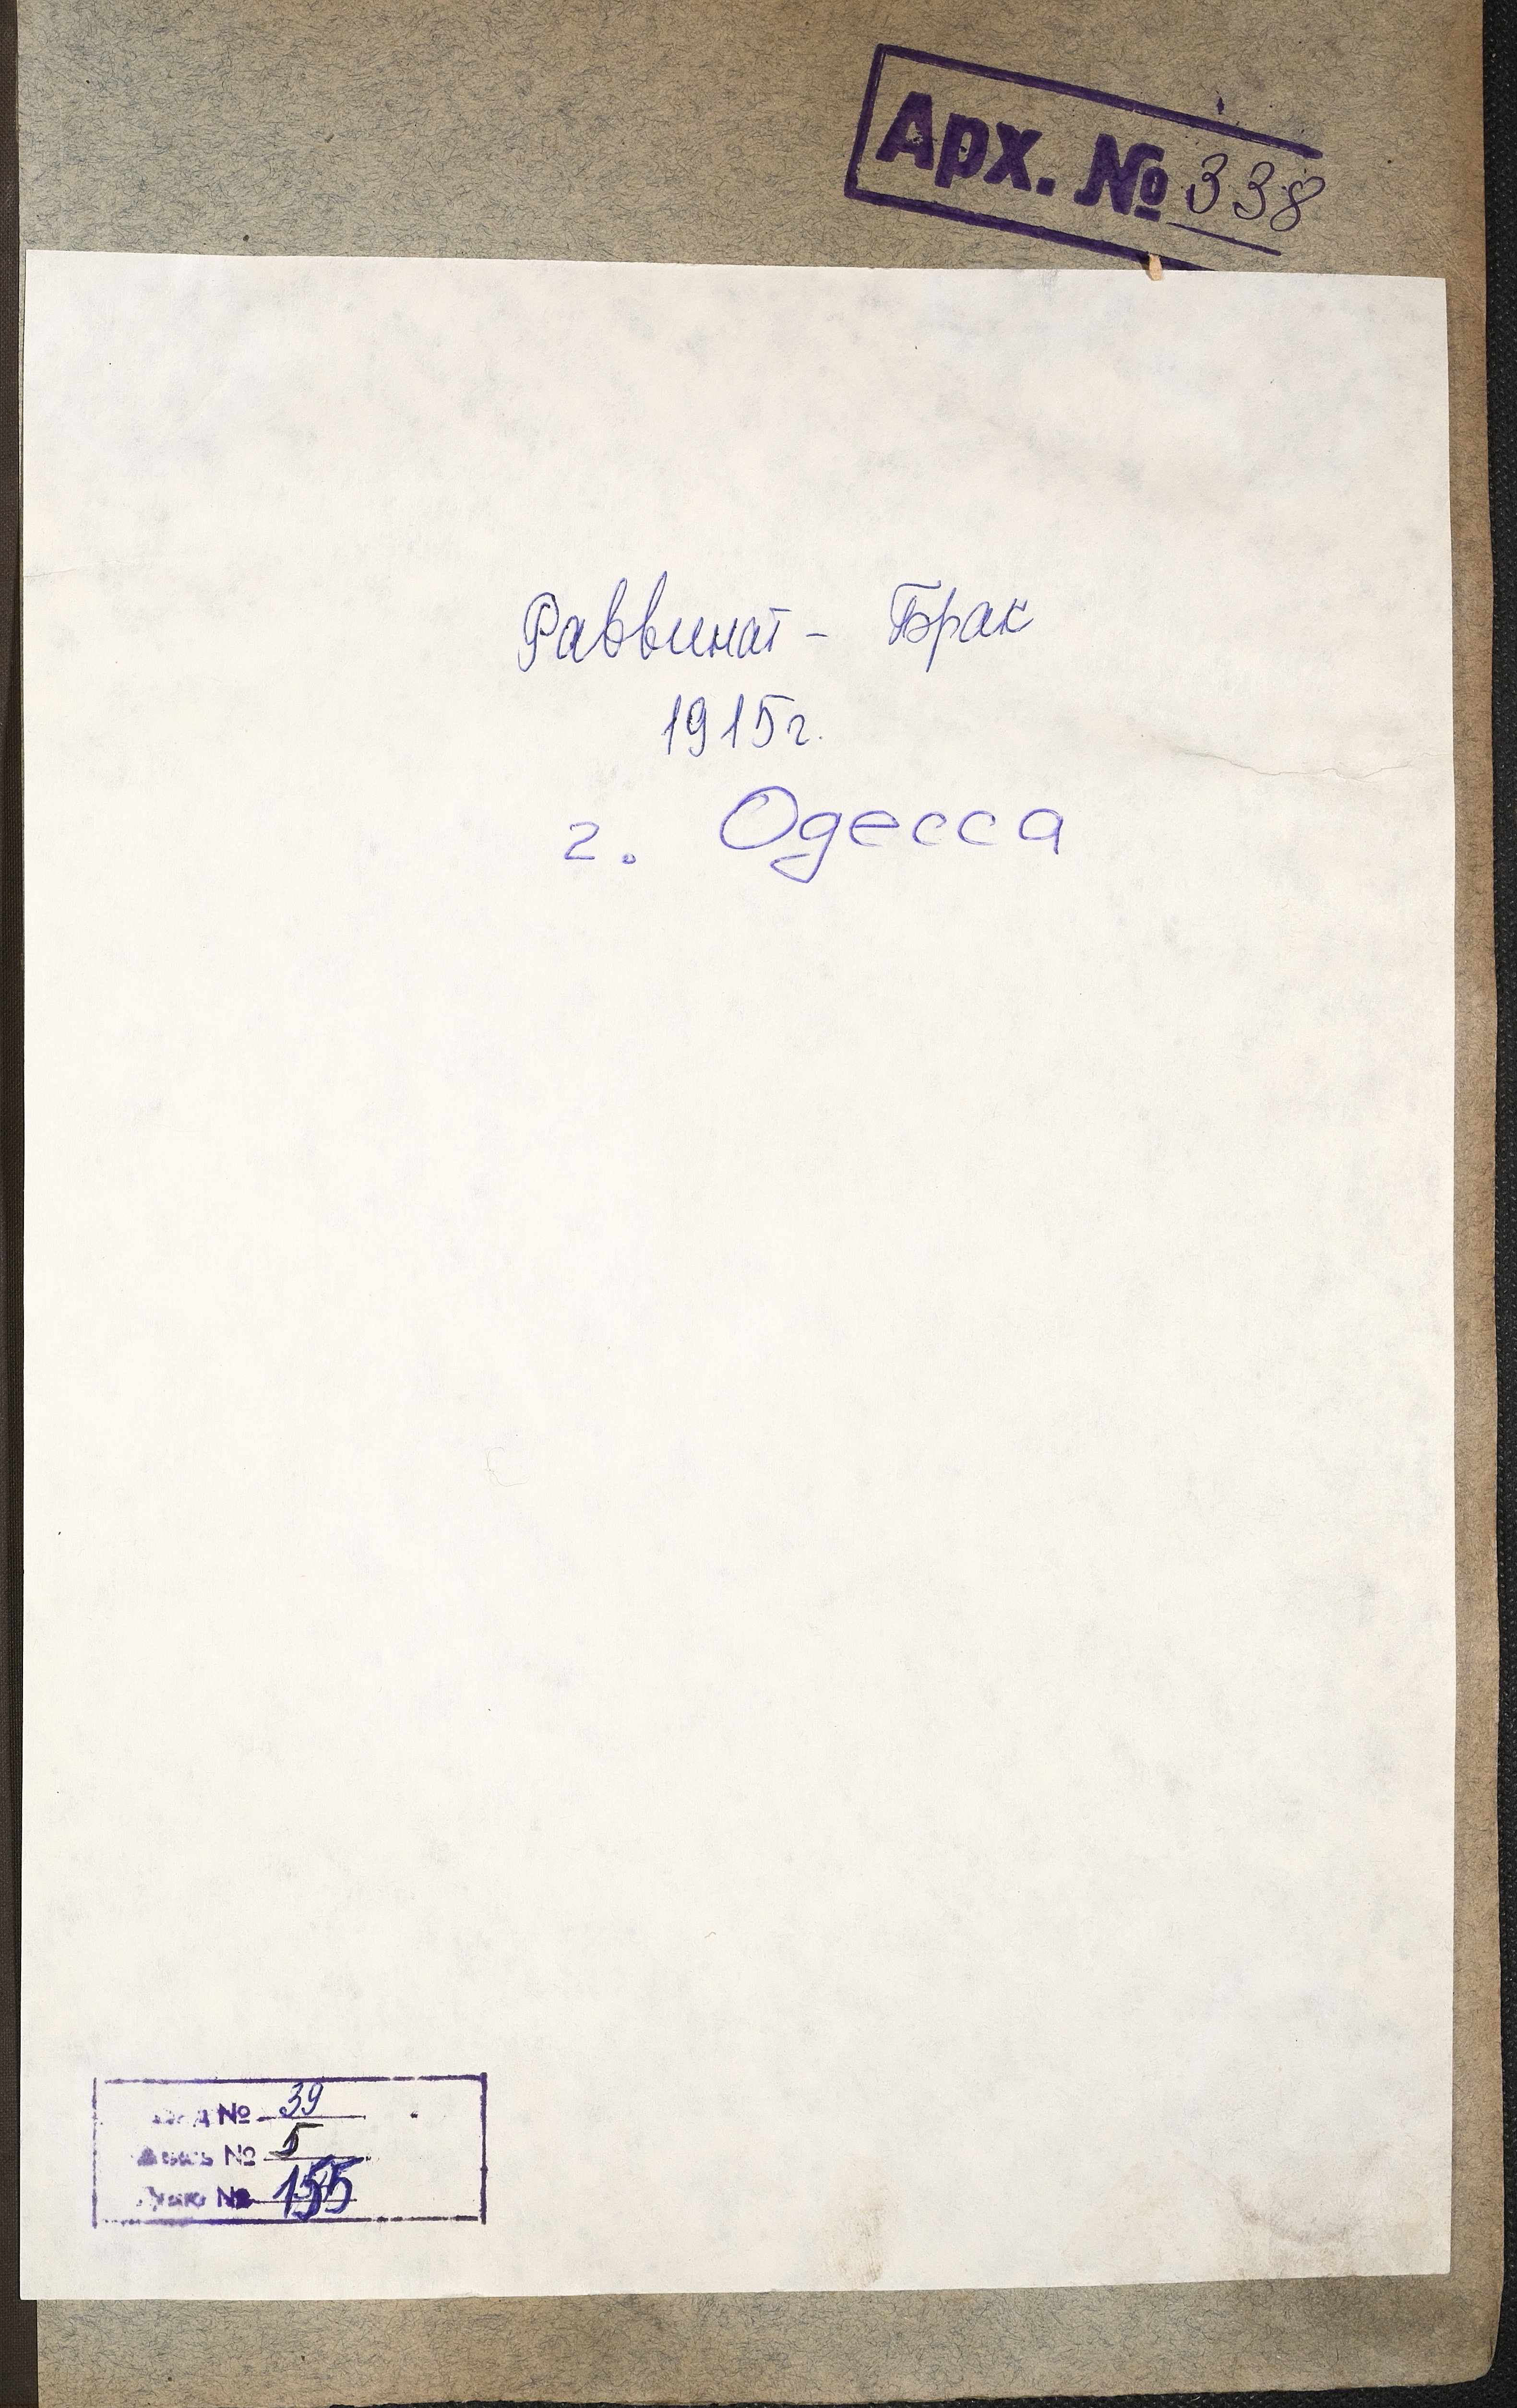 Арх. № 338
Раввинат - Брак
1915г.
г. Одесса
№ 39
№ 5
№ 155